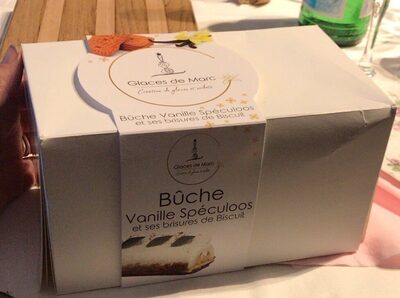 Glaces de Marc
Création de glaces et sorbets
Bûche Vanille Spéculoos
et ses brisures de Biscuit
Glaces de Marc
Bûche
Vanille Spéculoos
et ses brisures de Biscuit